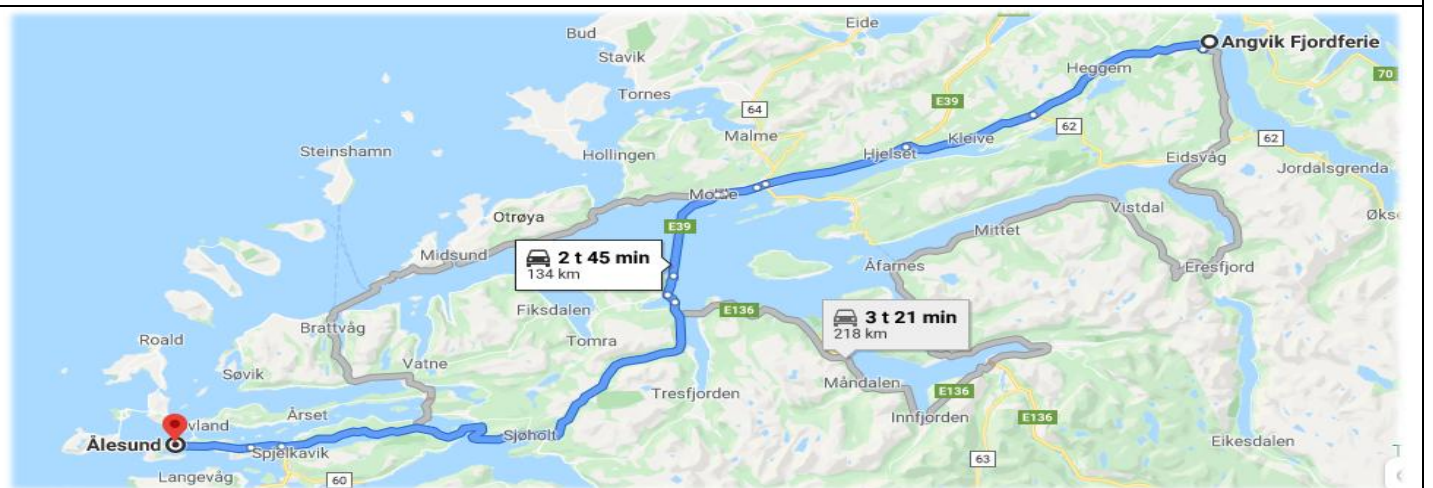 Eide
Bud
Angvik Fjordferie
Stavik
Heggem
70
Tornes
E39
64
62
Malme
Kleive
62
Steinshamn
Hollingen
Hjelset
Eidsvåg
Jordalsgrenda
Molde
Otrøya
Vistdal
Økse
E39
Mittet
Midsund
2 t 45 min
134 km
Åfarnes
Eresfjord
Fiksdalen
E136
3 t 21 min
218 km
Brattvåg
Roald
Tomra
Vatne
Søvik
Måndalen
Tresfjorden
E136
Årset
Innfjorden
E136
Ålesund
Sjøholt
Eikesdalen
Spjelkavik
63
Langevåg
60